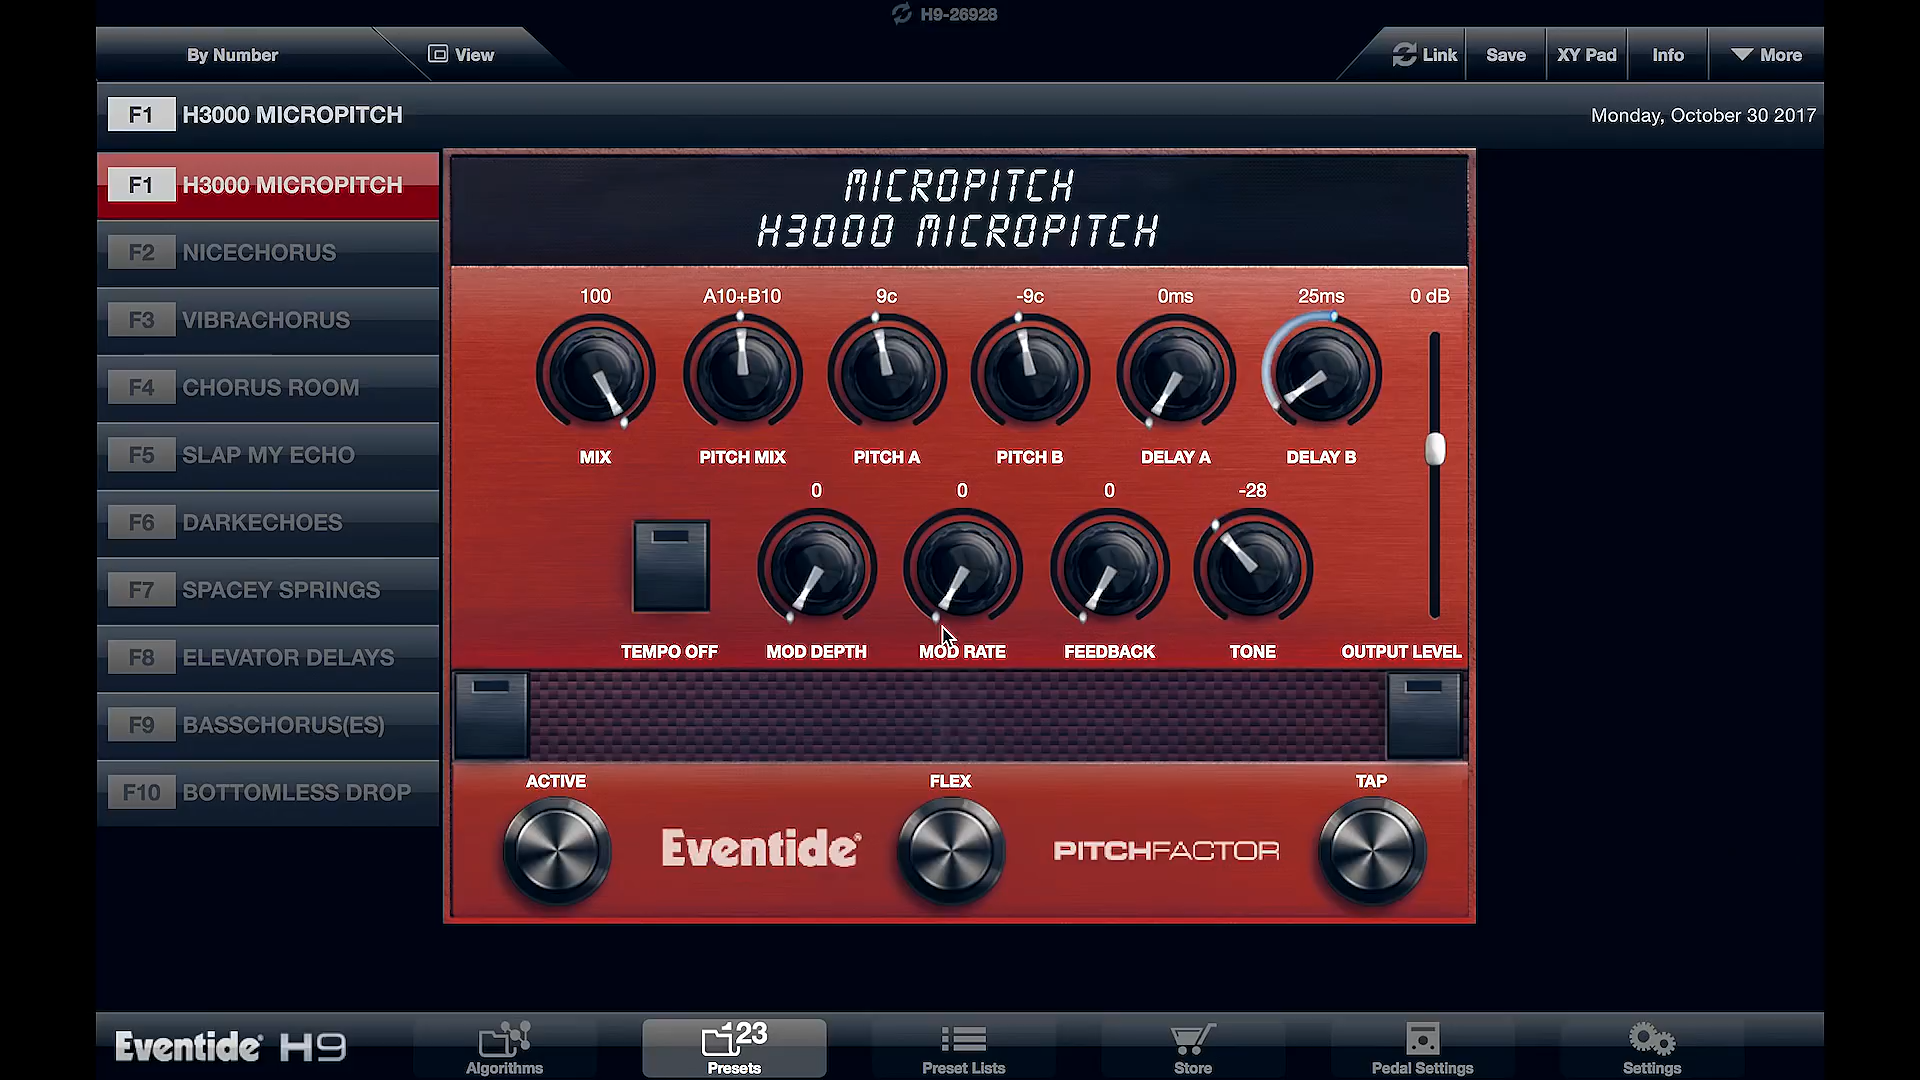 H9-26928
By Number
View
Link
Save
XY Pad
Info
More
F1 H3000 MICROPITCH
Monday, October 30 2017
F1 H3000 MICROPITCH
F2 NICECHORUS
F3 VIBRACHORUS
F4 CHORUS ROOM
F5 SLAP MY ECHO
F6 DARKECHOES
F7 SPACEY SPRINGS
F8 ELEVATOR DELAYS
F9 BASSCHORUS(ES)
F10 BOTTOMLESS DROP
MICROPITCH
H3000 MICROPITCH
100 A10+B10 9c -9c 0ms 25ms 0 dB
MIX PITCH MIX PITCH A PITCH B DELAY A DELAY B
0 0 0 -28
TEMPO OFF MOD DEPTH MOD RATE FEEDBACK TONE OUTPUT LEVEL
ACTIVE FLEX TAP
Eventide® PITCHFACTOR
Eventide® H9
Algorithms
123
Presets
Preset Lists
Store
Pedal Settings
Settings